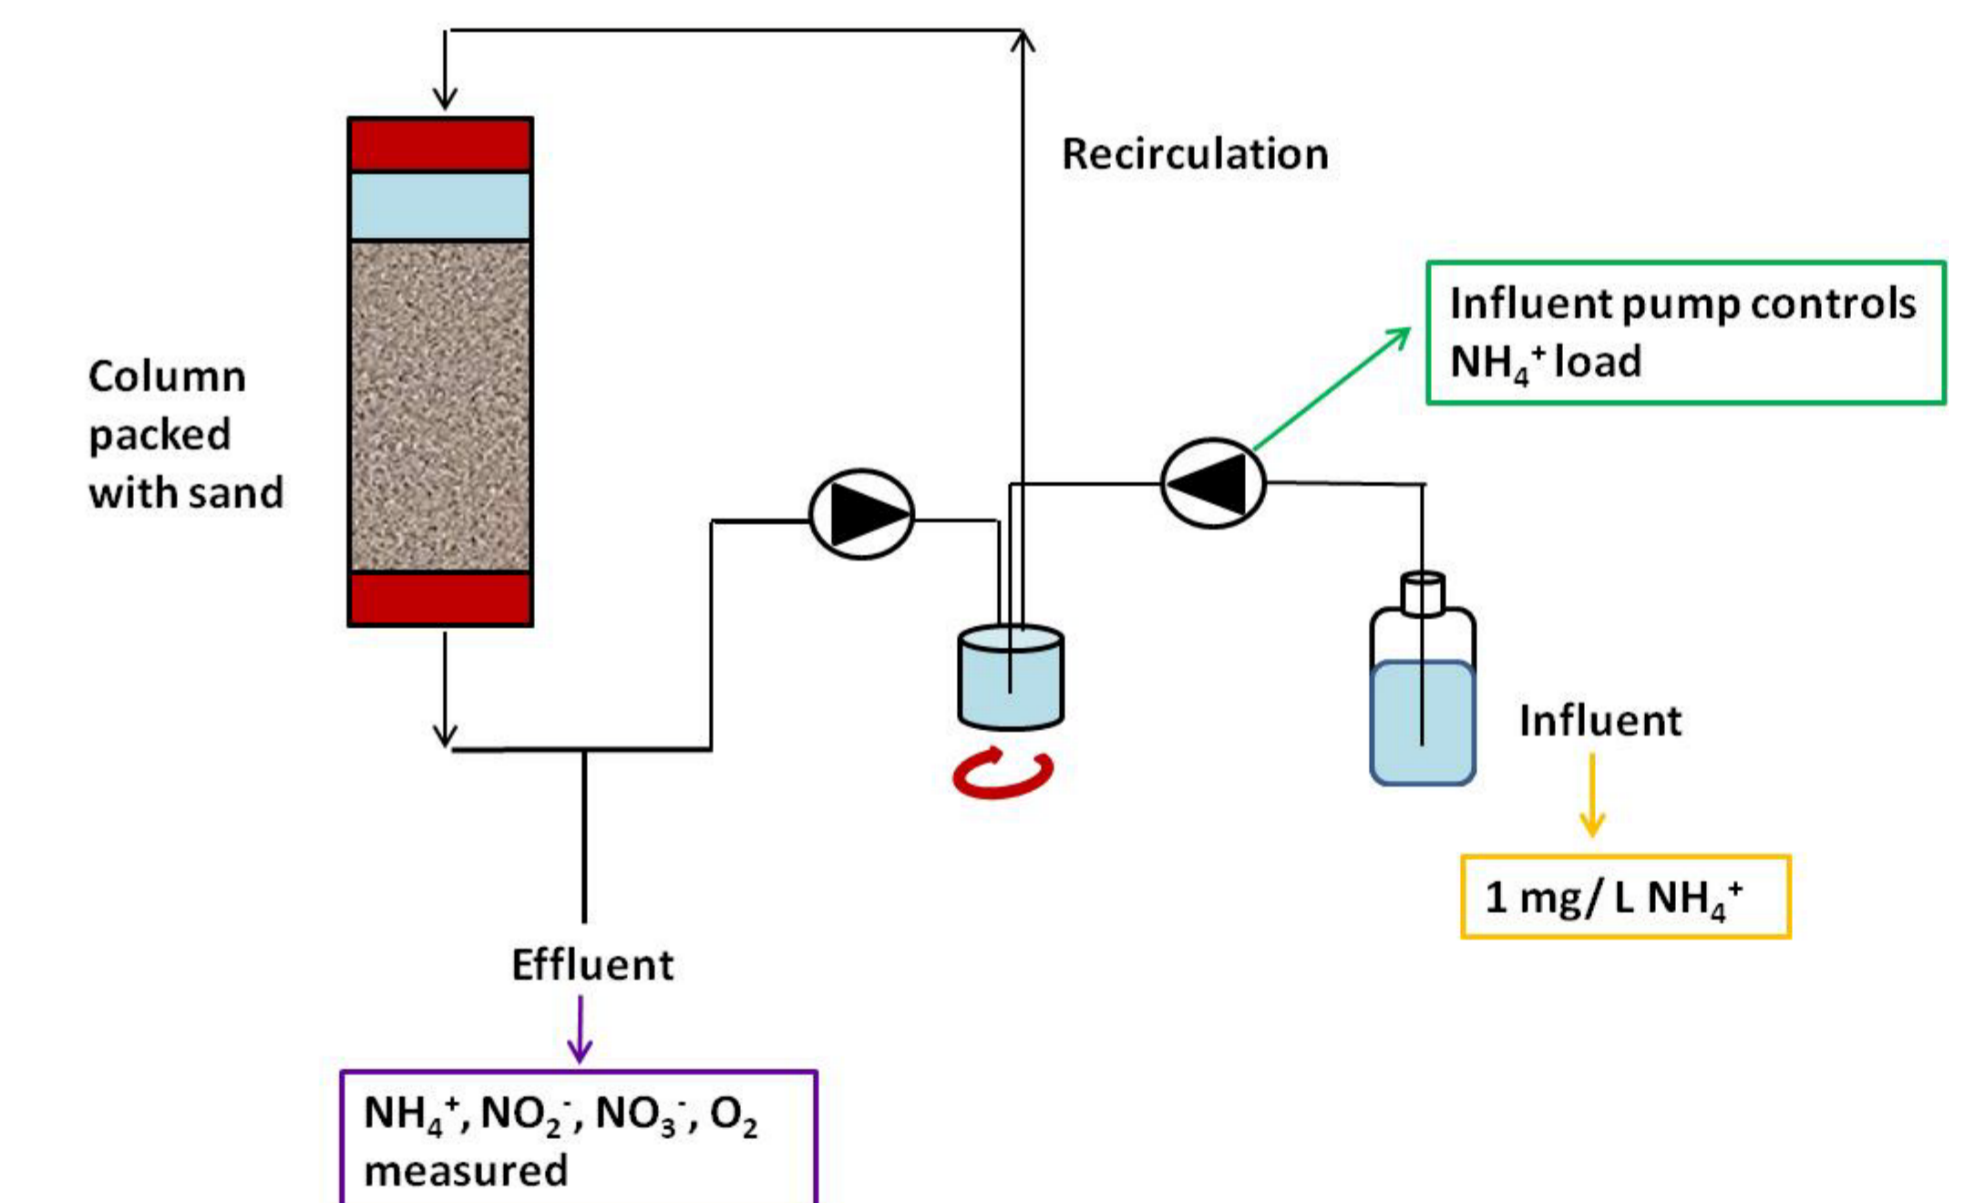 Recirculation
Influent pump controls
NH₄⁺ load
Column
packed
with sand
Influent
1 mg/ L NH₄⁺
Effluent
NH₄⁺, NO₂⁻, NO₃⁻, O₂
measured